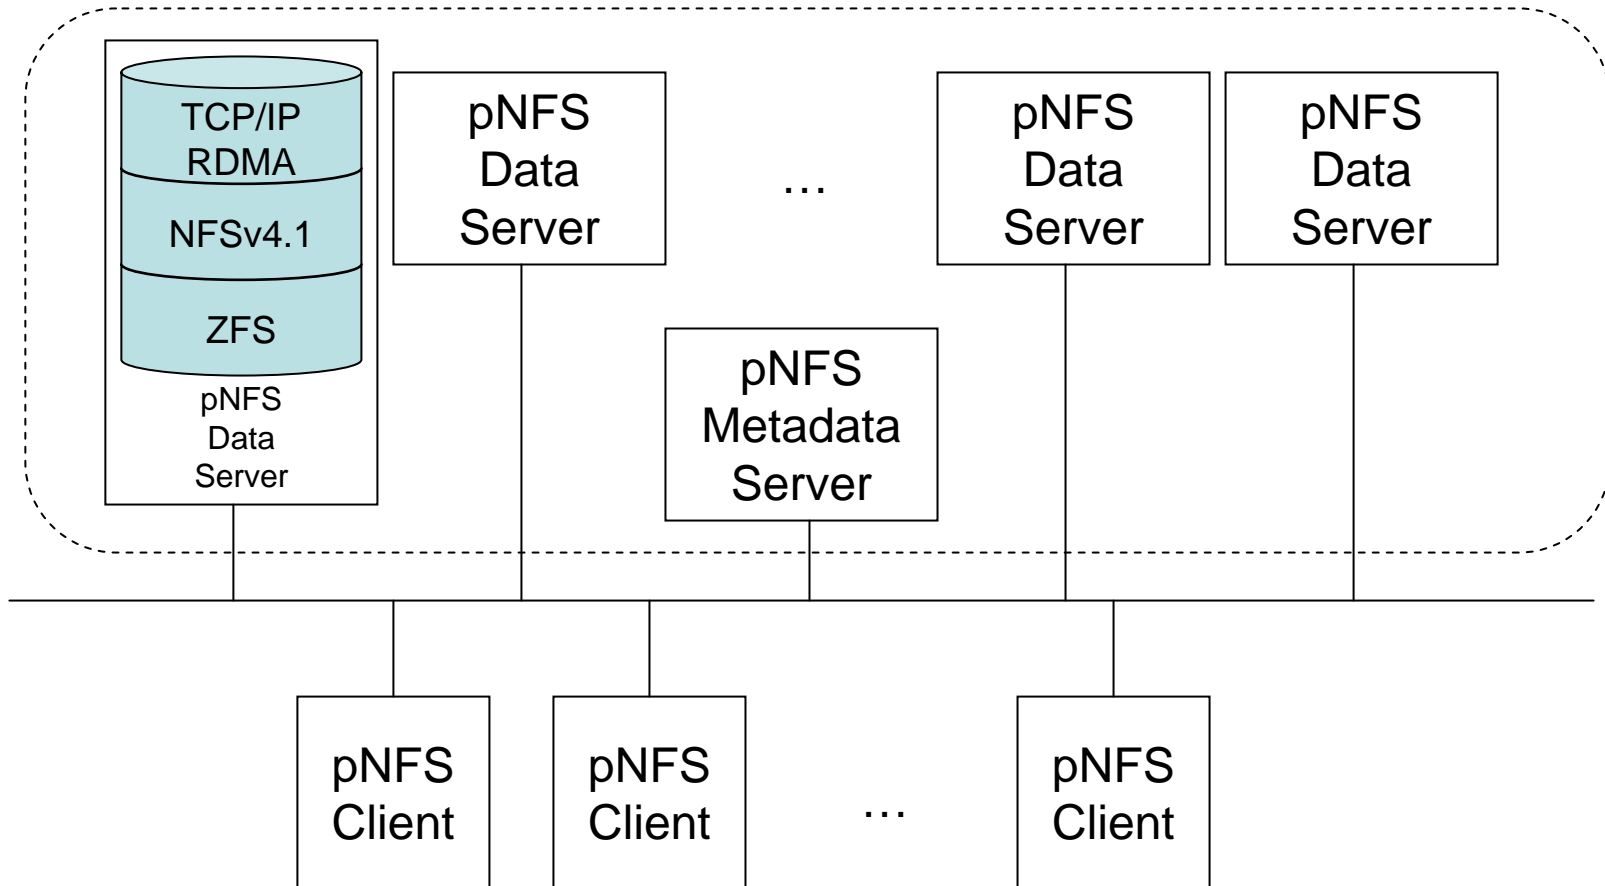 TCP/IP
RDMA
NFSv4.1
ZFS
pNFS
Data
Server
pNFS
Data
Server
…
pNFS
Data
Server
pNFS
Data
Server
pNFS
Metadata
Server
pNFS
Client
pNFS
Client
…
pNFS
Client